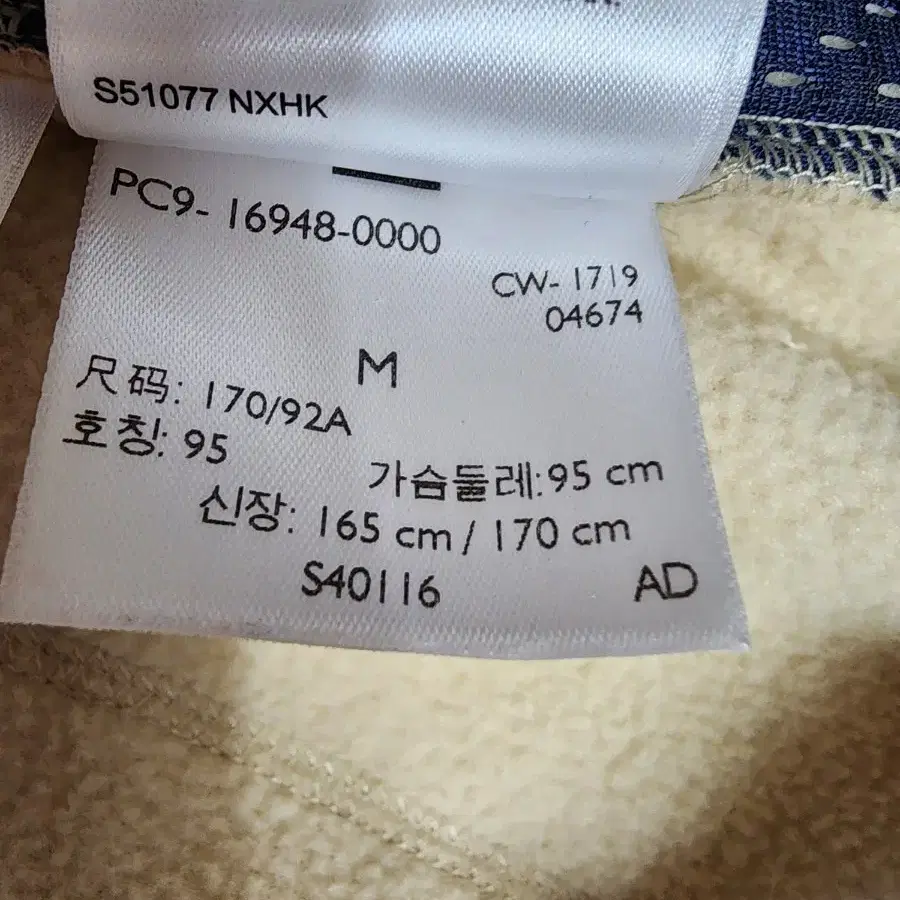 S51077 NXHK
PC9- 16948-0000
CW- 1719
04674
M
尺码: 170/92A
호칭: 95
가슴둘레: 95 cm
신장: 165 cm / 170 cm
S40116 AD